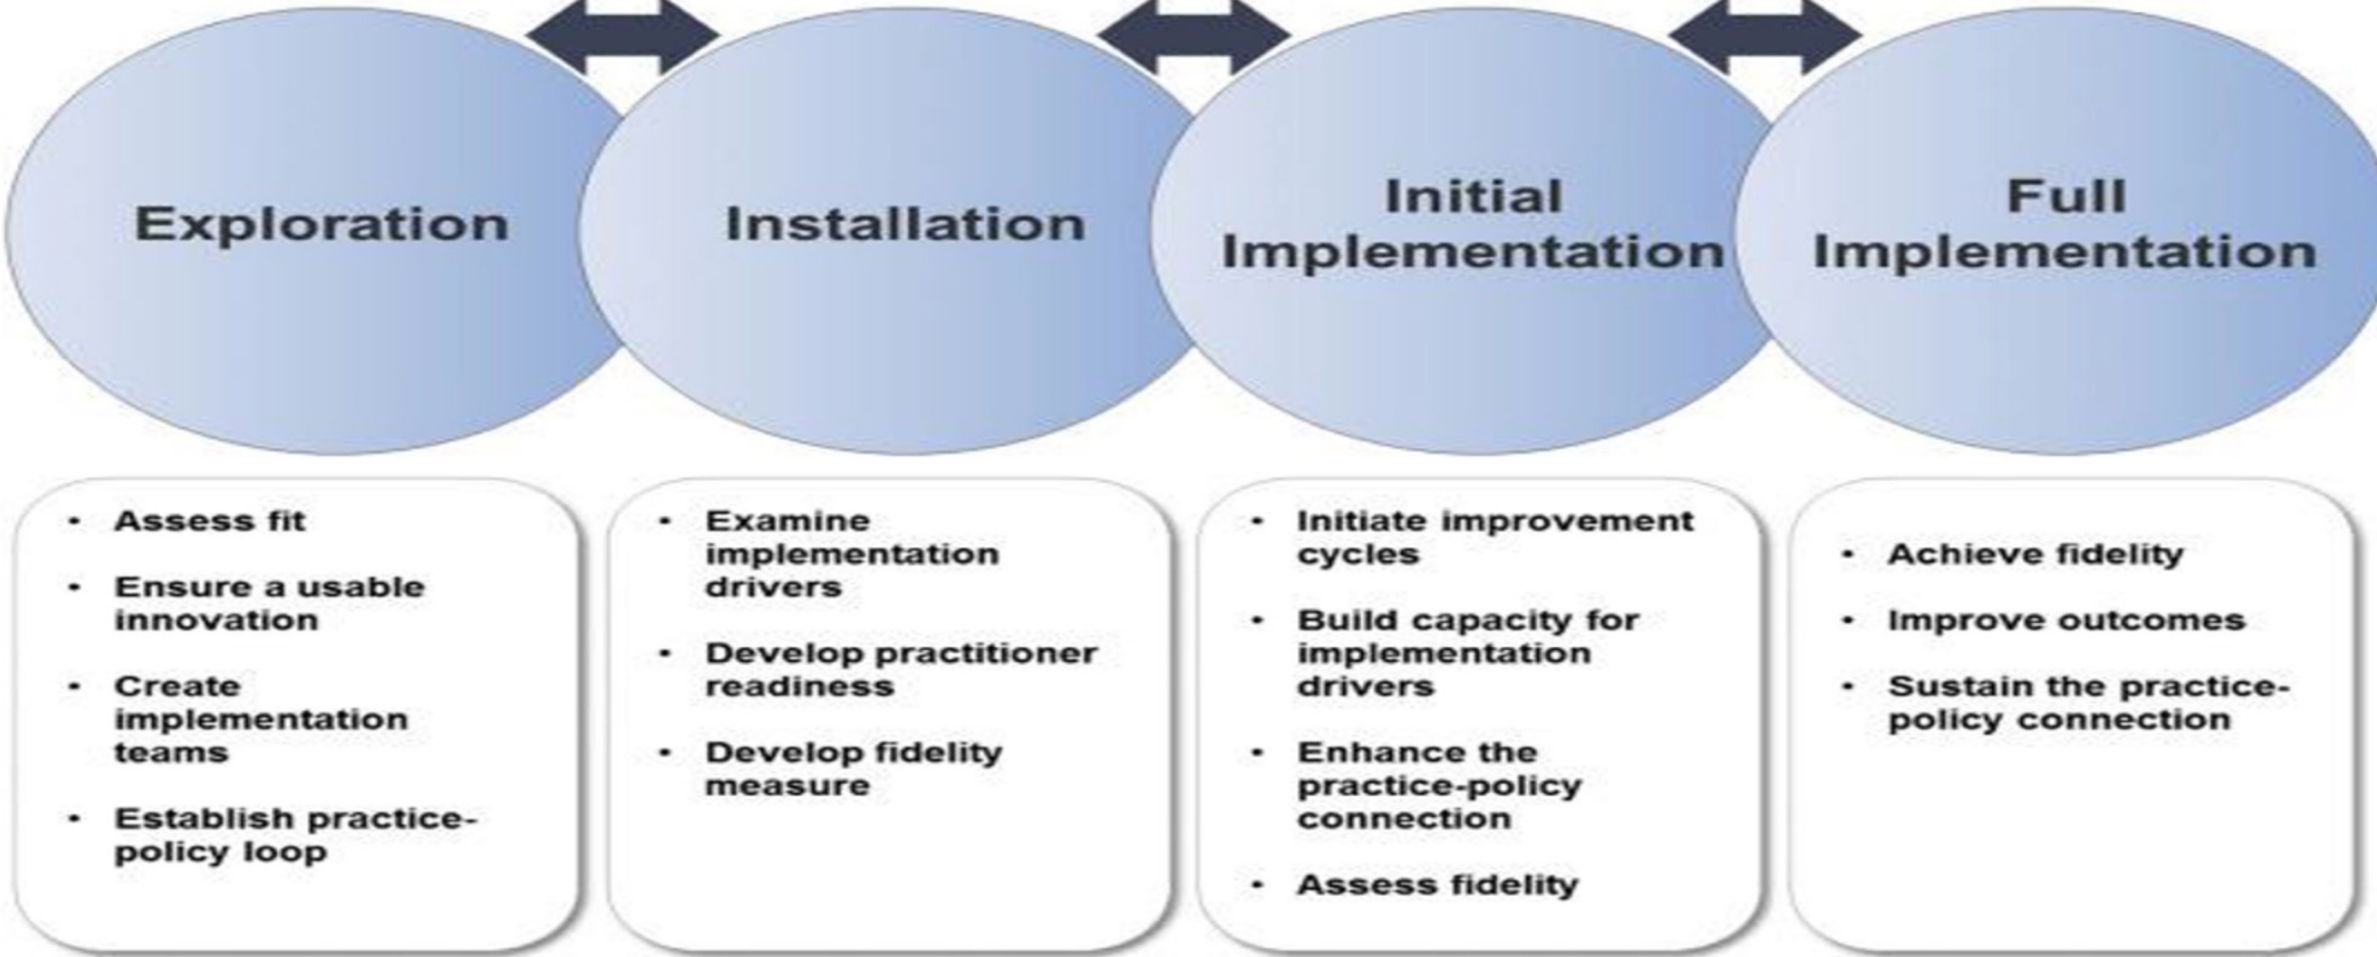 Exploration
Installation
Initial
Implementation
Full
Implementation
• Assess fit
• Ensure a usable
innovation
• Create
implementation
teams
• Establish practice-
policy loop
• Examine
implementation
drivers
• Develop practitioner
readiness
• Develop fidelity
measure
• Initiate improvement
cycles
• Build capacity for
implementation
drivers
• Enhance the
practice-policy
connection
• Assess fidelity
• Achieve fidelity
• Improve outcomes
• Sustain the practice-
policy connection